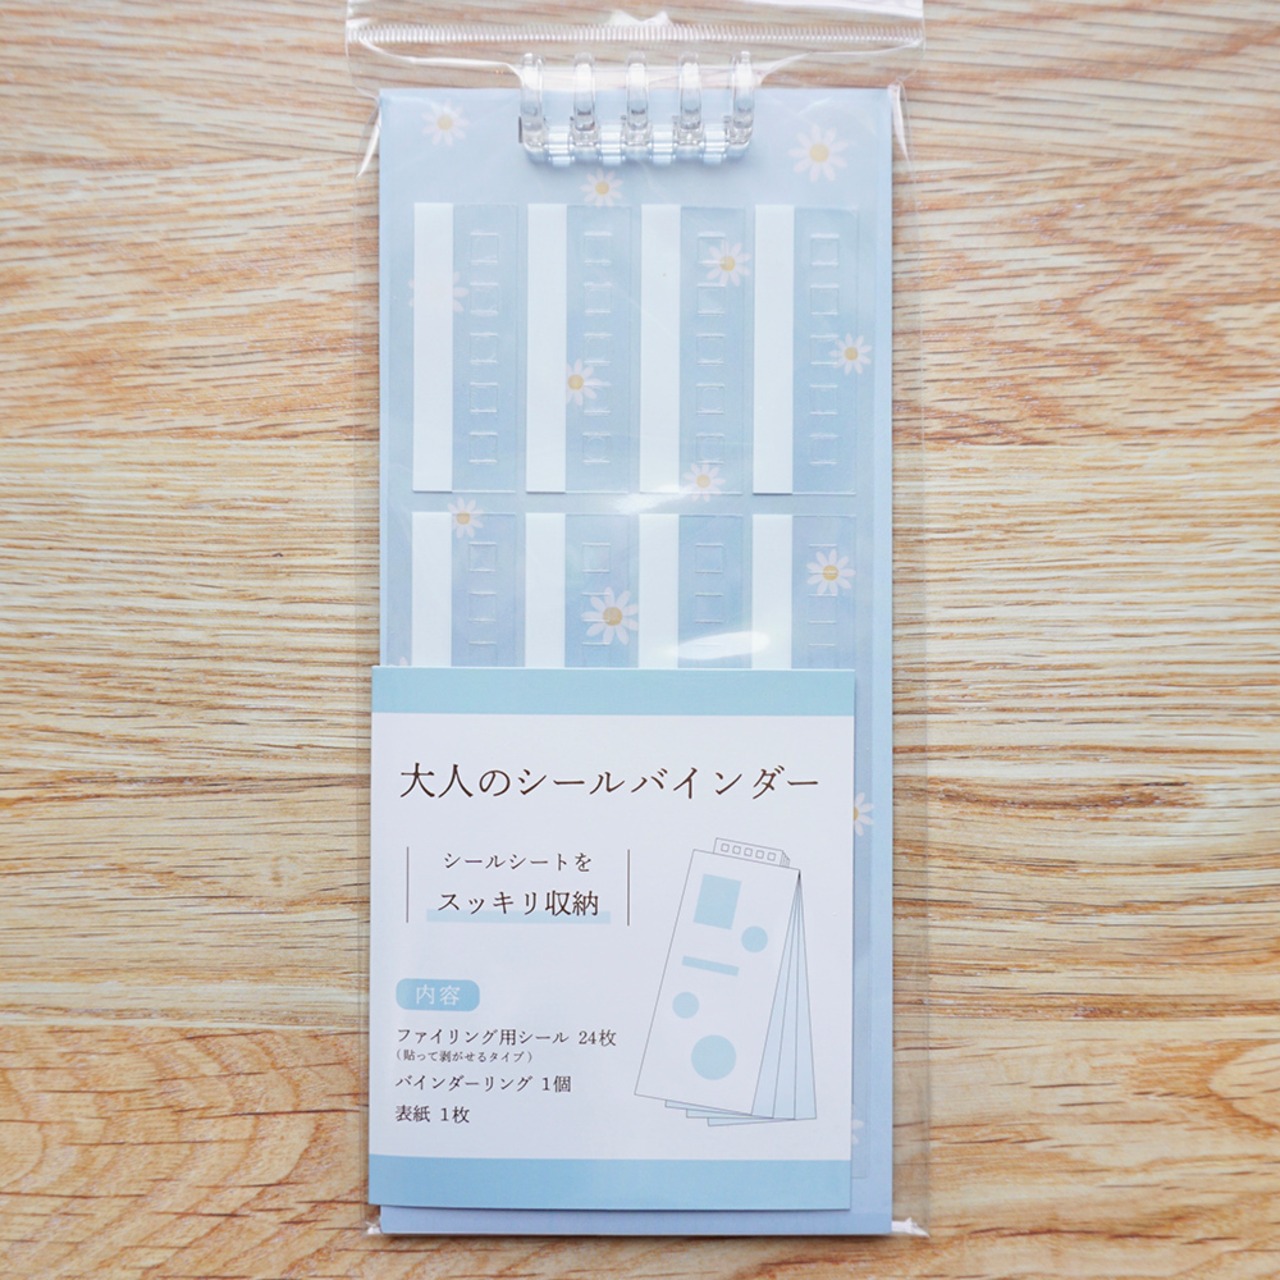 大人のシールバインダー
シールシートを
スッキリ収納
内容
ファイリング用シール 24枚
(貼って剥がせるタイプ)
バインダーリング 1個
表紙 1枚